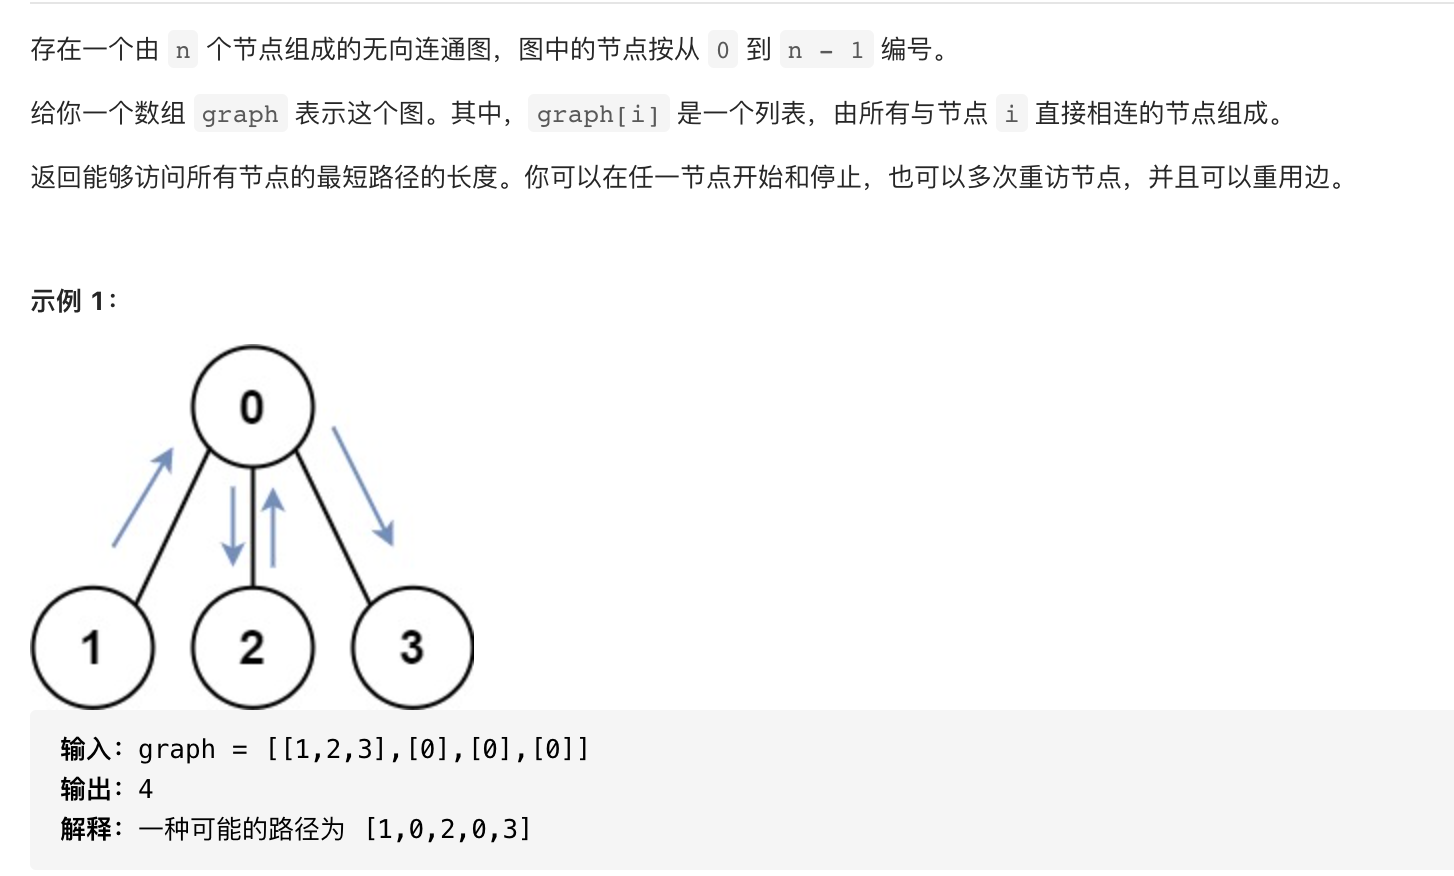 存在一个由 n 个节点组成的无向连通图，图中的节点按从 0 到 n - 1 编号。
给你一个数组 graph 表示这个图。其中，graph[i] 是一个列表，由所有与节点 i 直接相连的节点组成。
返回能够访问所有节点的最短路径的长度。你可以在任一节点开始和停止，也可以多次重访节点，并且可以重用边。
示例 1：
0
1 2 3
输入：graph = [[1,2,3],[0],[0],[0]]
输出：4
解释：一种可能的路径为 [1,0,2,0,3]